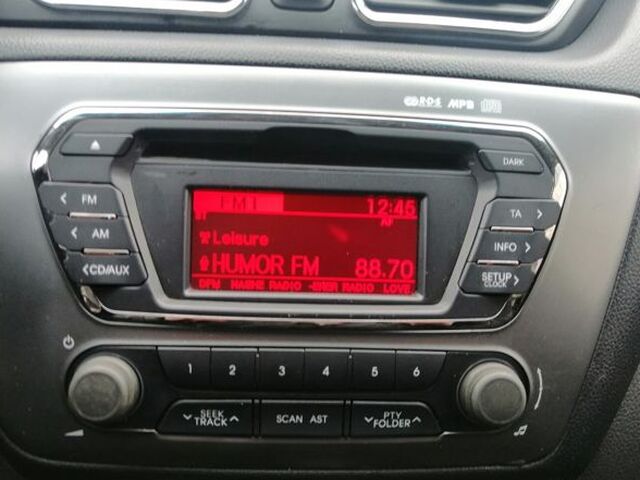 RDS MP3
DARK
FM
AM
CD/AUX
FM1 12:45
AF
Leisure
HUMOR FM 88.70
RADIO RADIO LOVE
TA
INFO
SETUP
CLOCK
1 2 3 4 5 6
SEEK
TRACK
SCAN AST
PTY
FOLDER